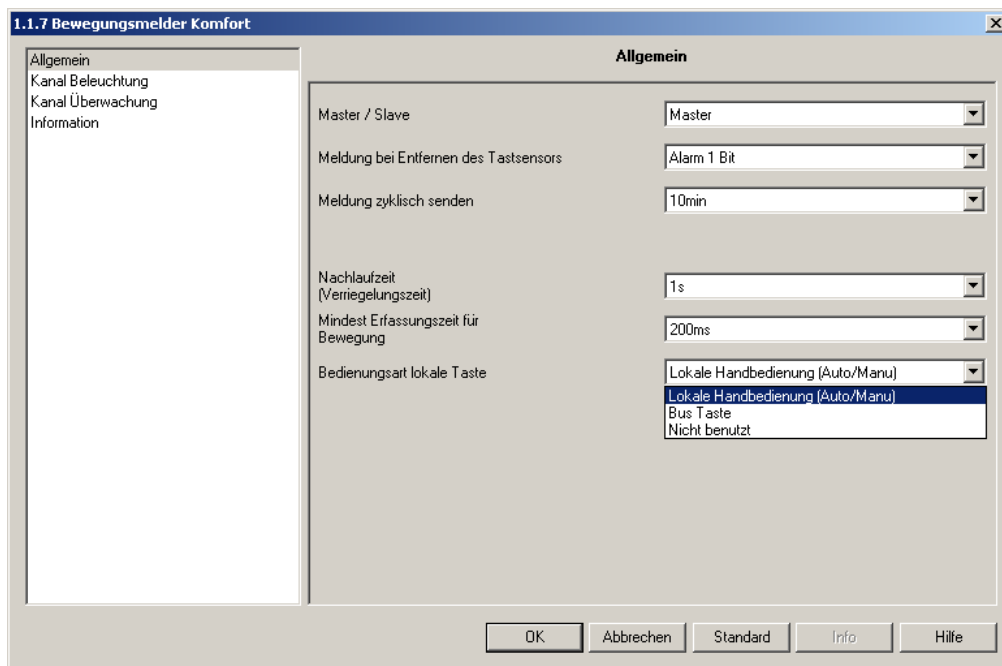 1.1.7 Bewegungsmelder Komfort
Allgemein
Kanal Beleuchtung
Kanal Überwachung
Information
Allgemein
Master / Slave
Master
Meldung bei Entfernen des Tastsensors
Alarm 1 Bit
Meldung zyklisch senden
10min
Nachlaufzeit
(Verriegelungszeit)
1s
Mindest Erfassungszeit für
Bewegung
200ms
Bedienungsart lokale Taste
Lokale Handbedienung (Auto/Manu)
Lokale Handbedienung (Auto/Manu)
Bus Taste
Nicht benutzt
OK
Abbrechen
Standard
Info
Hilfe